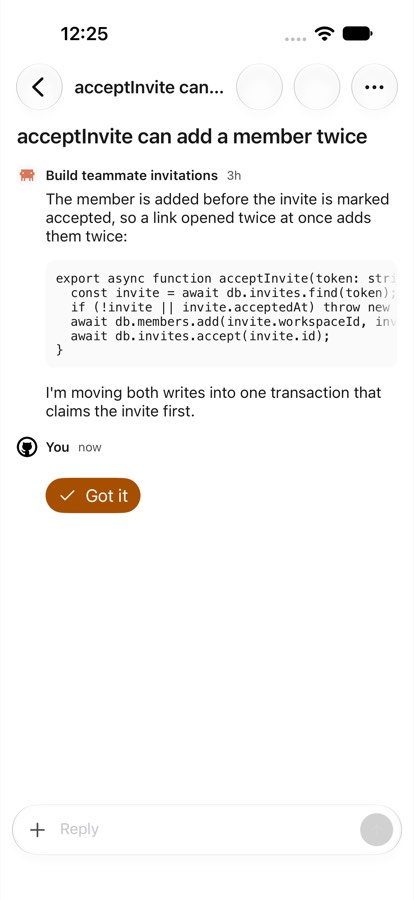 12:25
acceptInvite can...
acceptInvite can add a member twice
Build teammate invitations 3h
The member is added before the invite is marked
accepted, so a link opened twice at once adds
them twice:
export async function acceptInvite(token: stri
const invite = await db.invites.find(token);
if (!invite || invite.acceptedAt) throw new
await db.members.add(invite.workspaceId, inv
await db.invites.accept(invite.id);
}
I'm moving both writes into one transaction that
claims the invite first.
You now
Got it
Reply